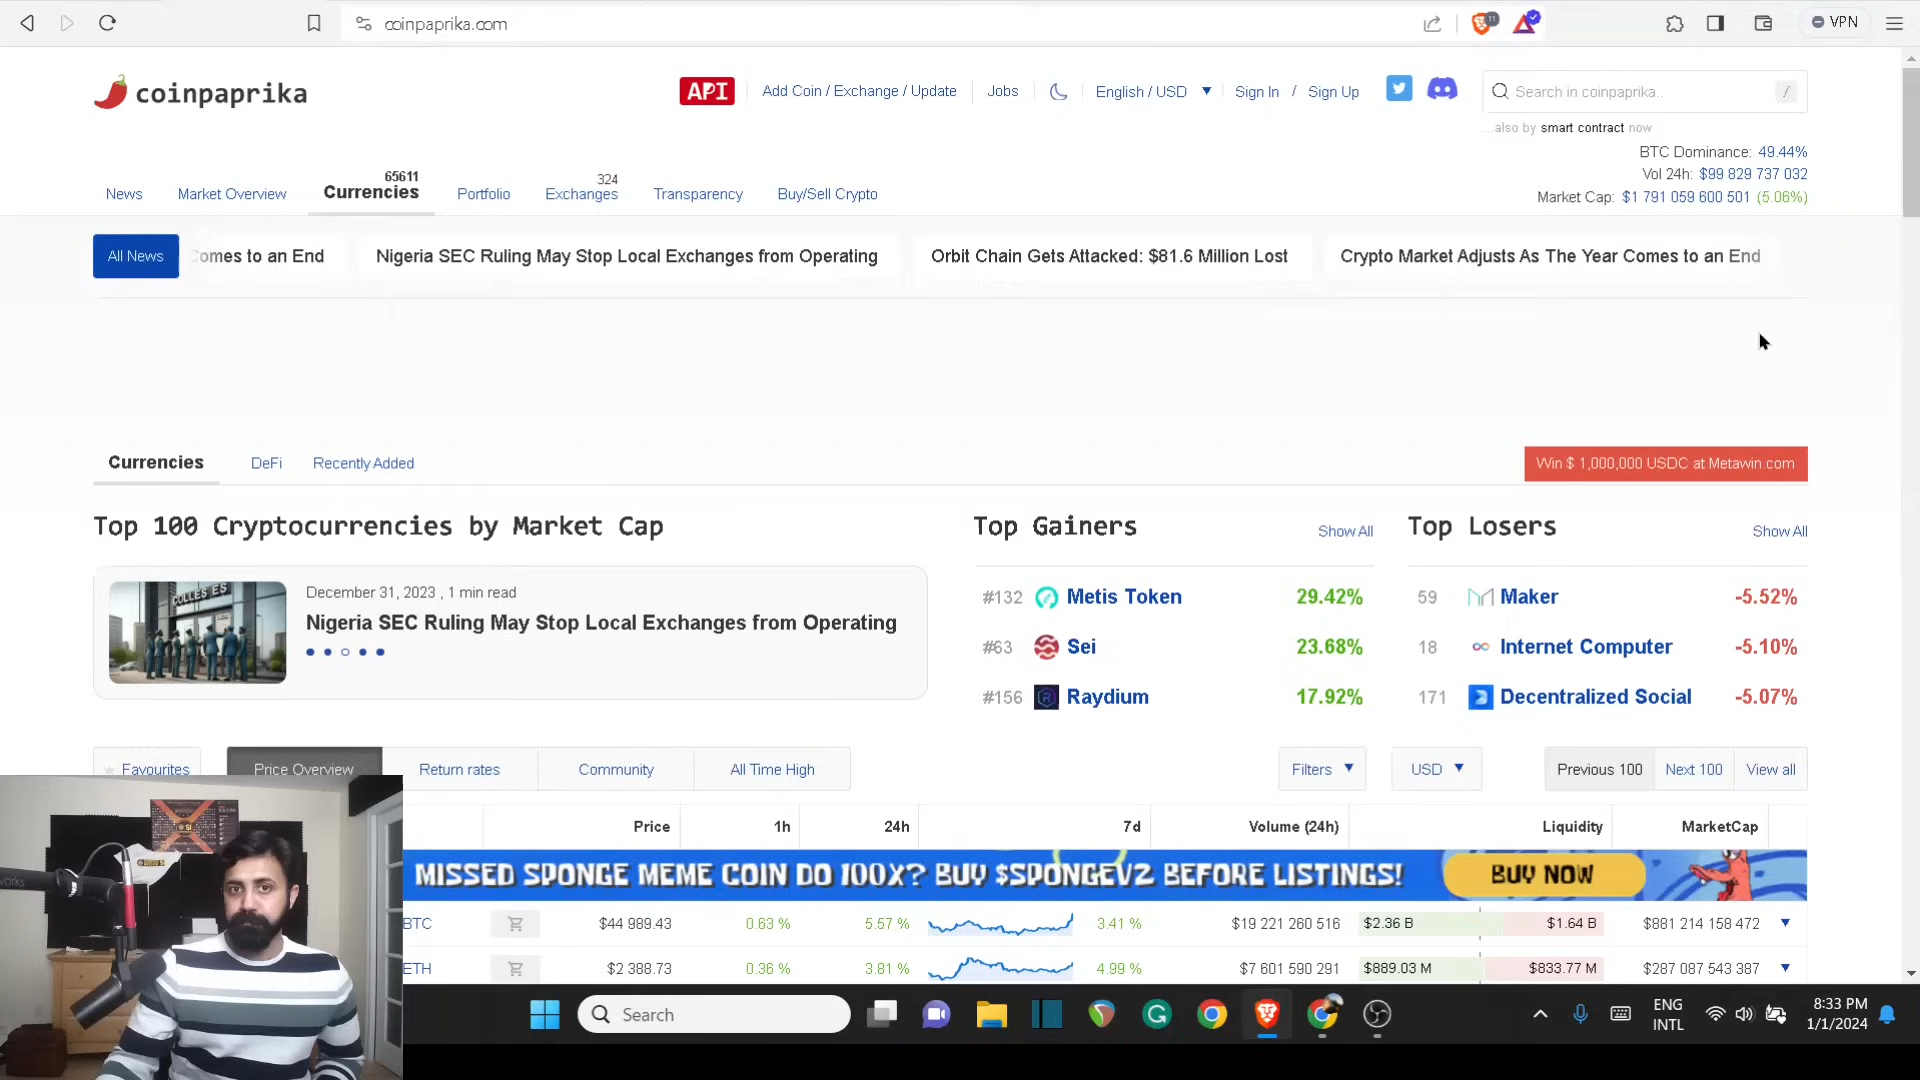 coinpaprika.com
11
VPN
coinpaprika
API
Add Coin / Exchange / Update
Jobs
English / USD ▼
Sign In / Sign Up
Search in coinpaprika..
/
...also by smart contract now
BTC Dominance: 49.44%
Vol 24h: $99 829 737 032
Market Cap: $1 791 059 600 501 (5.06%)
News
Market Overview
65611
Currencies
Portfolio
324
Exchanges
Transparency
Buy/Sell Crypto
All News
Comes to an End
Nigeria SEC Ruling May Stop Local Exchanges from Operating
Orbit Chain Gets Attacked: $81.6 Million Lost
Crypto Market Adjusts As The Year Comes to an End
Currencies
DeFi
Recently Added
Win $ 1,000,000 USDC at Metawin.com
Top 100 Cryptocurrencies by Market Cap
December 31, 2023 , 1 min read
Nigeria SEC Ruling May Stop Local Exchanges from Operating
COLLES ES
Top Gainers
Show All
#132 Metis Token 29.42%
#63 Sei 23.68%
#156 Raydium 17.92%
Top Losers
Show All
59 Maker -5.52%
18 Internet Computer -5.10%
171 Decentralized Social -5.07%
Favourites
Price Overview
Return rates
Community
All Time High
Filters ▼
USD ▼
Previous 100
Next 100
View all
Price 1h 24h 7d Volume (24h) Liquidity MarketCap
MISSED SPONGE MEME COIN DO 100X? BUY $SPONGEV2 BEFORE LISTINGS!
BUY NOW
BTC $44 989.43 0.63 % 5.57 % 3.41 % $19 221 260 516 $2.36 B $1.64 B $881 214 158 472
ETH $2 388.73 0.36 % 3.81 % 4.99 % $7 601 590 291 $889.03 M $833.77 M $287 087 543 387
Search
ENG
INTL
8:33 PM
1/1/2024